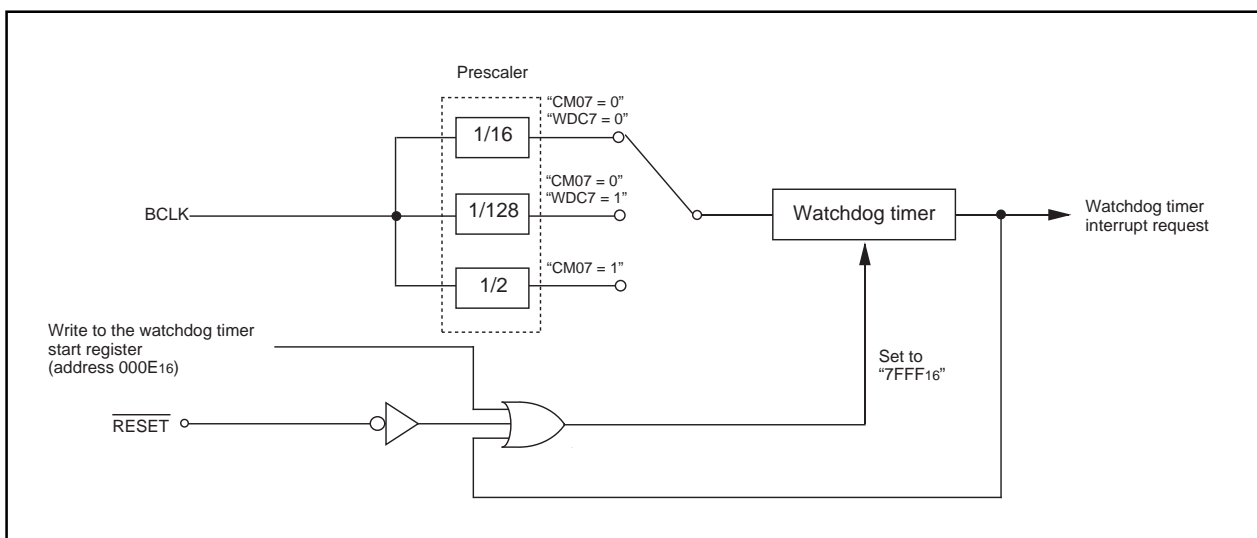 Prescaler
“CM07 = 0”
“WDC7 = 0”
1/16
“CM07 = 0”
“WDC7 = 1”
BCLK
1/128
Watchdog timer
Watchdog timer
interrupt request
“CM07 = 1”
1/2
Write to the watchdog timer
start register
(address 000E16)
Set to
“7FFF16”
RESET